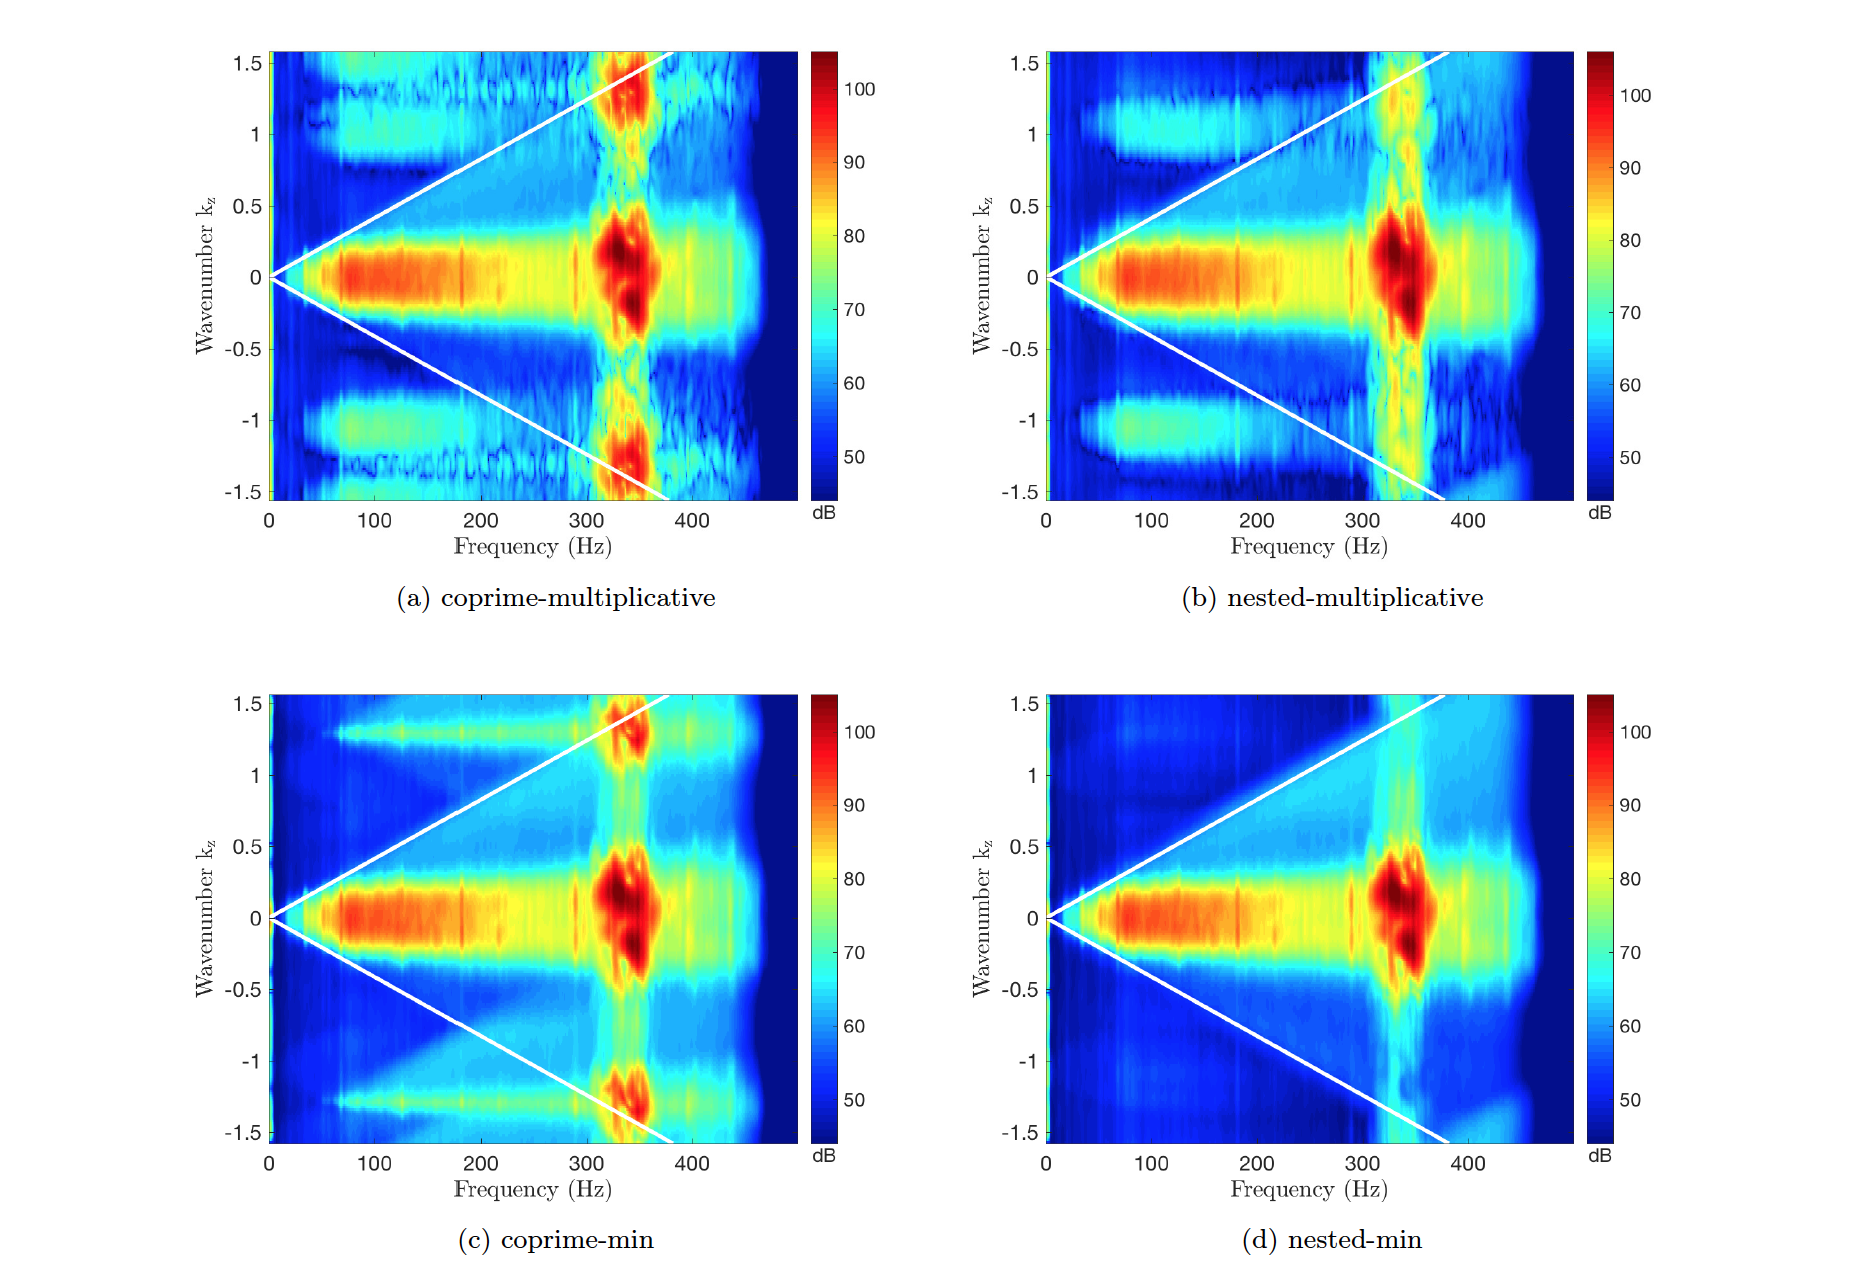 1.5
1
0.5
0
-0.5
-1
-1.5
Wavenumber kz
0 100 200 300 400
Frequency (Hz)
100
90
80
70
60
50
dB
(a) coprime-multiplicative
1.5
1
0.5
0
-0.5
-1
-1.5
Wavenumber kz
0 100 200 300 400
Frequency (Hz)
100
90
80
70
60
50
dB
(b) nested-multiplicative
1.5
1
0.5
0
-0.5
-1
-1.5
Wavenumber kz
0 100 200 300 400
Frequency (Hz)
100
90
80
70
60
50
dB
(c) coprime-min
1.5
1
0.5
0
-0.5
-1
-1.5
Wavenumber kz
0 100 200 300 400
Frequency (Hz)
100
90
80
70
60
50
dB
(d) nested-min